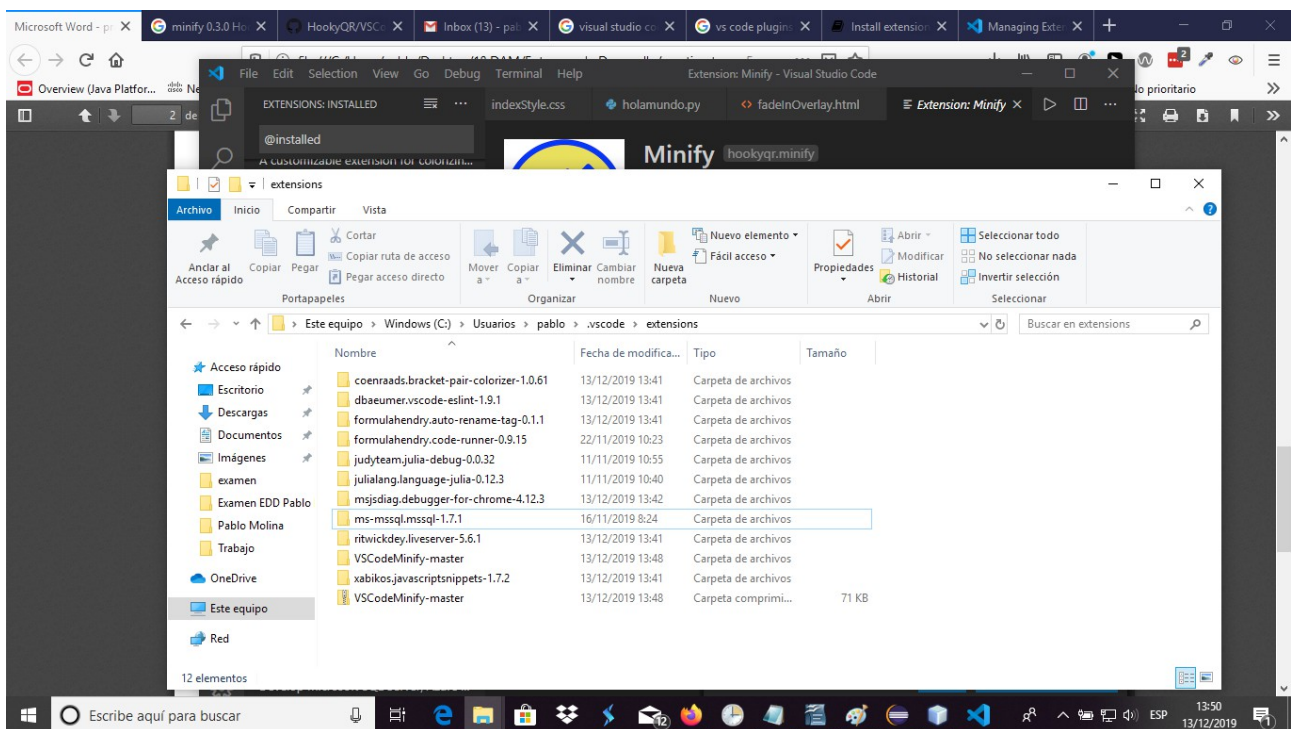 Microsoft Word - p
minify 0.3.0 Ho
HookyQR/VSCo
Inbox (13) - pab
visual studio co
vs code plugins
Install extension
Managing Exten
Overview (Java Platfor...
Ne
lo prioritario
2 de
File Edit Selection View Go Debug Terminal Help
Extension: Minify - Visual Studio Code
EXTENSIONS: INSTALLED
indexStyle.css
holamundo.py
fadeInOverlay.html
Extension: Minify
@installed
A customizable extension for colorizin...
Minify hookyqr.minify
extensions
Archivo Inicio Compartir Vista
Anclar al Acceso rápido
Copiar
Pegar
Cortar
Copiar ruta de acceso
Pegar acceso directo
Portapapeles
Mover a
Copiar a
Eliminar
Cambiar nombre
Organizar
Nueva carpeta
Nuevo elemento
Fácil acceso
Nuevo
Propiedades
Abrir
Modificar
Historial
Abrir
Seleccionar todo
No seleccionar nada
Invertir selección
Seleccionar
Este equipo > Windows (C:) > Usuarios > pablo > .vscode > extensions
Buscar en extensions
Acceso rápido
Escritorio
Descargas
Documentos
Imágenes
examen
Examen EDD Pablo
Pablo Molina
Trabajo
OneDrive
Este equipo
Red
Nombre Fecha de modifica... Tipo Tamaño
coenraads.bracket-pair-colorizer-1.0.61 13/12/2019 13:41 Carpeta de archivos
dbaeumer.vscode-eslint-1.9.1 13/12/2019 13:41 Carpeta de archivos
formulahendry.auto-rename-tag-0.1.1 13/12/2019 13:41 Carpeta de archivos
formulahendry.code-runner-0.9.15 22/11/2019 10:23 Carpeta de archivos
judyteam.julia-debug-0.0.32 11/11/2019 10:55 Carpeta de archivos
julialang.language-julia-0.12.3 11/11/2019 10:40 Carpeta de archivos
msjsdiag.debugger-for-chrome-4.12.3 13/12/2019 13:42 Carpeta de archivos
ms-mssql.mssql-1.7.1 16/11/2019 8:24 Carpeta de archivos
ritwickdey.liveserver-5.6.1 13/12/2019 13:41 Carpeta de archivos
VSCodeMinify-master 13/12/2019 13:48 Carpeta de archivos
xabikos.javascriptsnippets-1.7.2 13/12/2019 13:41 Carpeta de archivos
VSCodeMinify-master 13/12/2019 13:48 Carpeta comprimi... 71 KB
12 elementos
Escribe aquí para buscar
12
ESP
13:50
13/12/2019
1